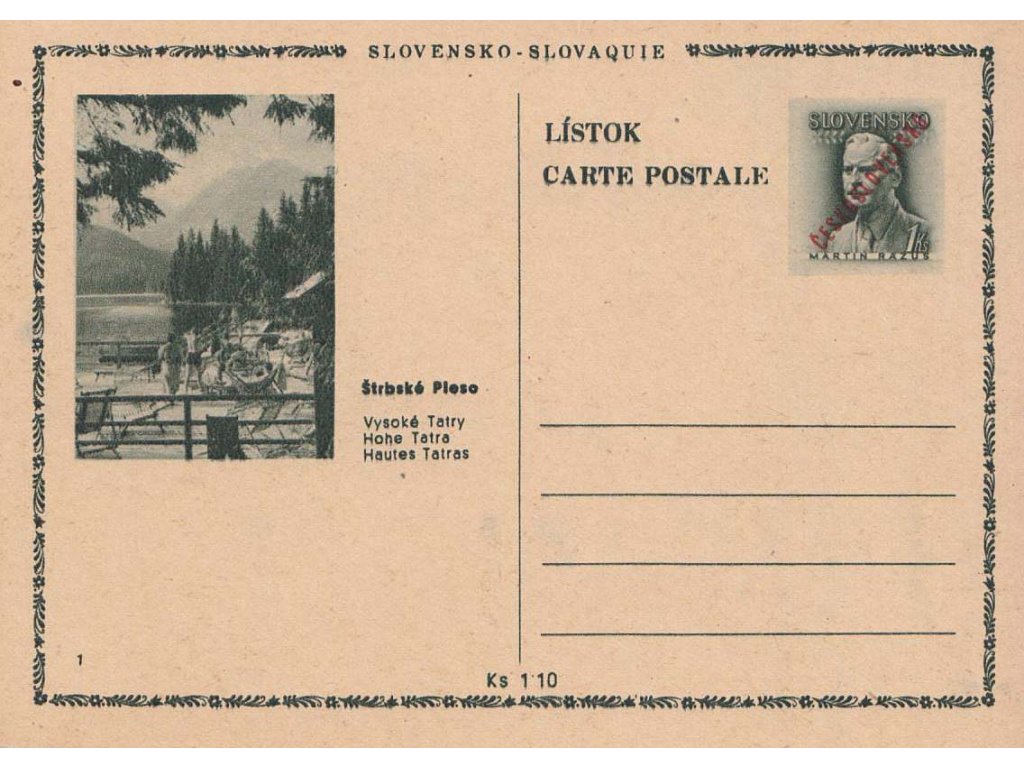 SLOVENSKO - SLOVAQUIE
LÍSTOK
CARTE POSTALE
SLOVENSKO
ČESKOSLOVENSKO
1 Ks
MARTIN RÁZUS
Štrbské Pleso
Vysoké Tatry
Hohe Tatra
Hautes Tatras
1
Ks 1·10